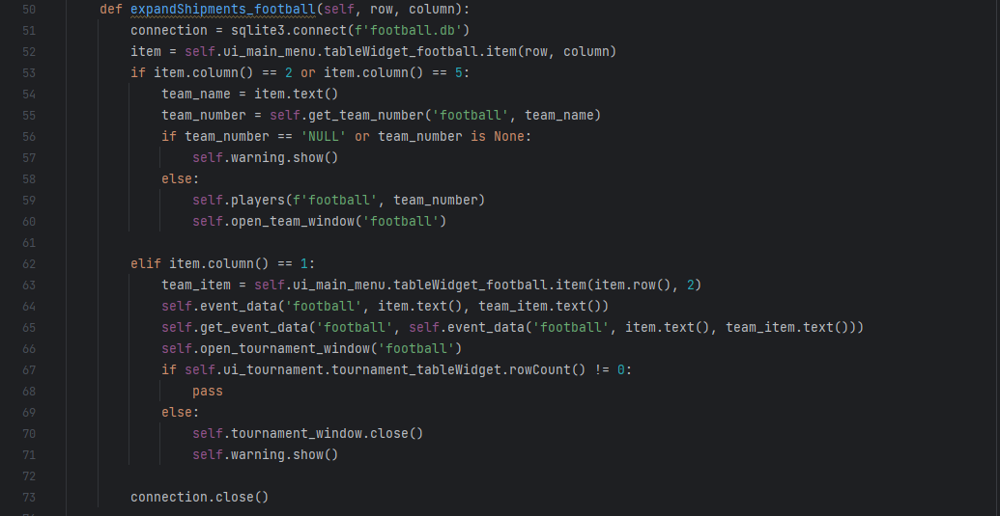 50 def expandShipments_football(self, row, column):
51 connection = sqlite3.connect(f'football.db')
52 item = self.ui_main_menu.tableWidget_football.item(row, column)
53 if item.column() == 2 or item.column() == 5:
54 team_name = item.text()
55 team_number = self.get_team_number('football', team_name)
56 if team_number == 'NULL' or team_number is None:
57 self.warning.show()
58 else:
59 self.players(f'football', team_number)
60 self.open_team_window('football')
61
62 elif item.column() == 1:
63 team_item = self.ui_main_menu.tableWidget_football.item(item.row(), 2)
64 self.event_data('football', item.text(), team_item.text())
65 self.get_event_data('football', self.event_data('football', item.text(), team_item.text()))
66 self.open_tournament_window('football')
67 if self.ui_tournament.tournament_tableWidget.rowCount() != 0:
68 pass
69 else:
70 self.tournament_window.close()
71 self.warning.show()
72
73 connection.close()